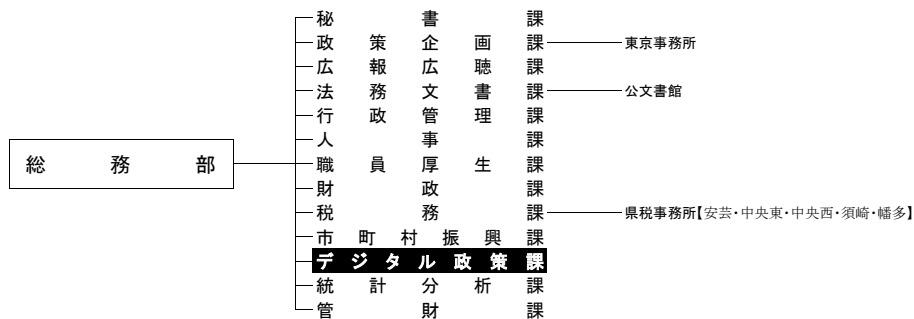 秘書課
政策企画課 東京事務所
広報広聴課
法務文書課 公文書館
行政管理課
人事課
総務部 職員厚生課
財政課
税務課 県税事務所【安芸・中央東・中央西・須崎・幡多】
市町村振興課
デジタル政策課
統計分析課
管財課